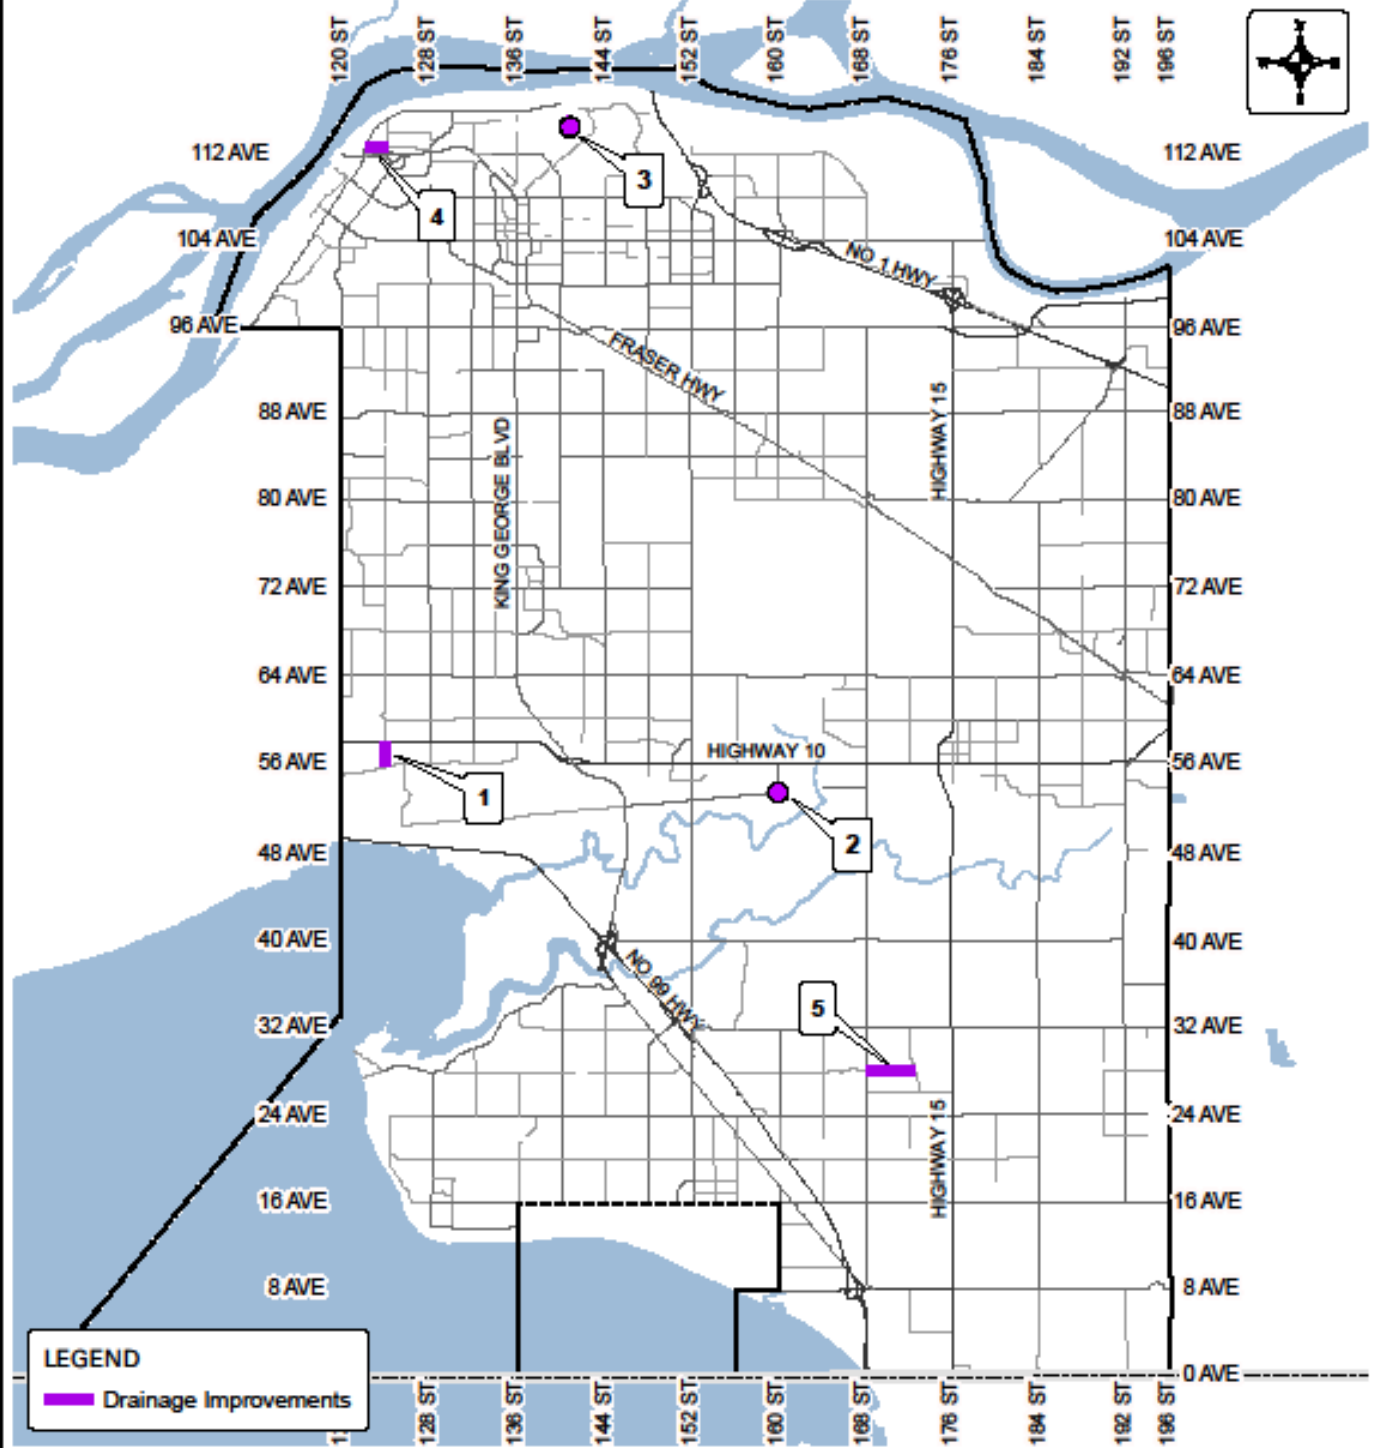 120 ST
128 ST
136 ST
144 ST
152 ST
160 ST
168 ST
176 ST
184 ST
192 ST
196 ST
112 AVE
112 AVE
3
4
104 AVE
104 AVE
NO 1 HWY
96 AVE
96 AVE
FRASER HWY
88 AVE
KING GEORGE BLVD
HIGHWAY 15
88 AVE
80 AVE
80 AVE
72 AVE
72 AVE
64 AVE
64 AVE
HIGHWAY 10
56 AVE
56 AVE
1
2
48 AVE
48 AVE
40 AVE
40 AVE
NO 99 HWY
5
32 AVE
32 AVE
24 AVE
HIGHWAY 15
24 AVE
16 AVE
16 AVE
8 AVE
8 AVE
LEGEND
Drainage Improvements
0 AVE
128 ST
136 ST
144 ST
152 ST
160 ST
168 ST
176 ST
184 ST
192 ST
196 ST